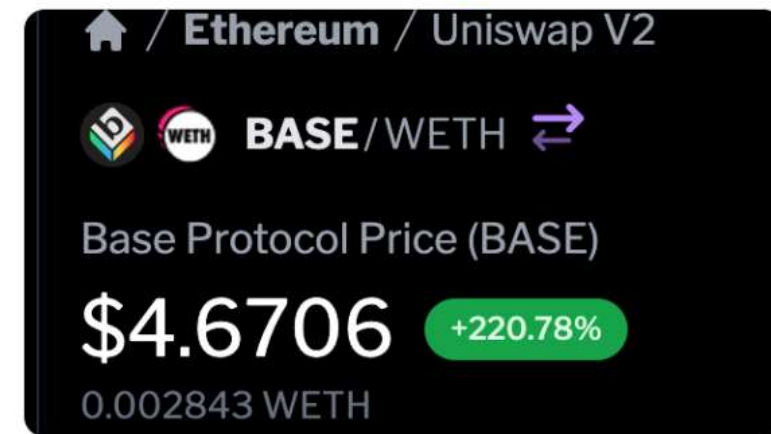 / Ethereum / Uniswap V2
b WETH BASE/WETH
Base Protocol Price (BASE)
$4.6706 +220.78%
0.002843 WETH